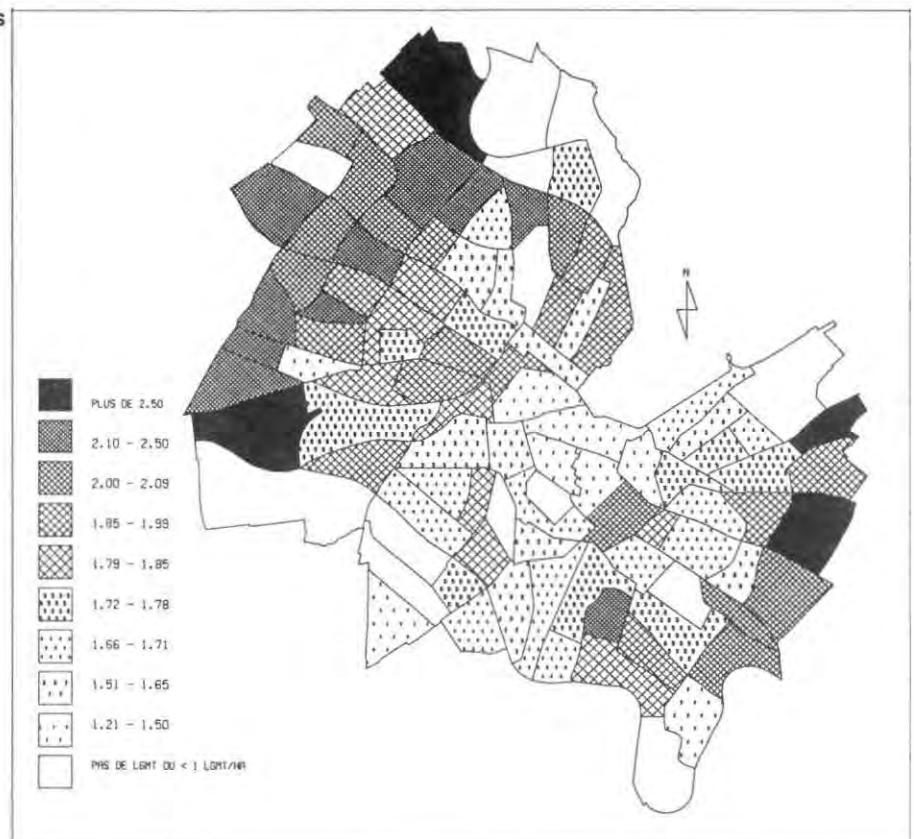 S
N
PLUS DE 2.50
2.10 - 2.50
2.00 - 2.09
1.85 - 1.99
1.79 - 1.85
1.72 - 1.78
1.66 - 1.71
1.51 - 1.65
1.21 - 1.50
PAS DE LGMT OU < 1 LGMT/HA